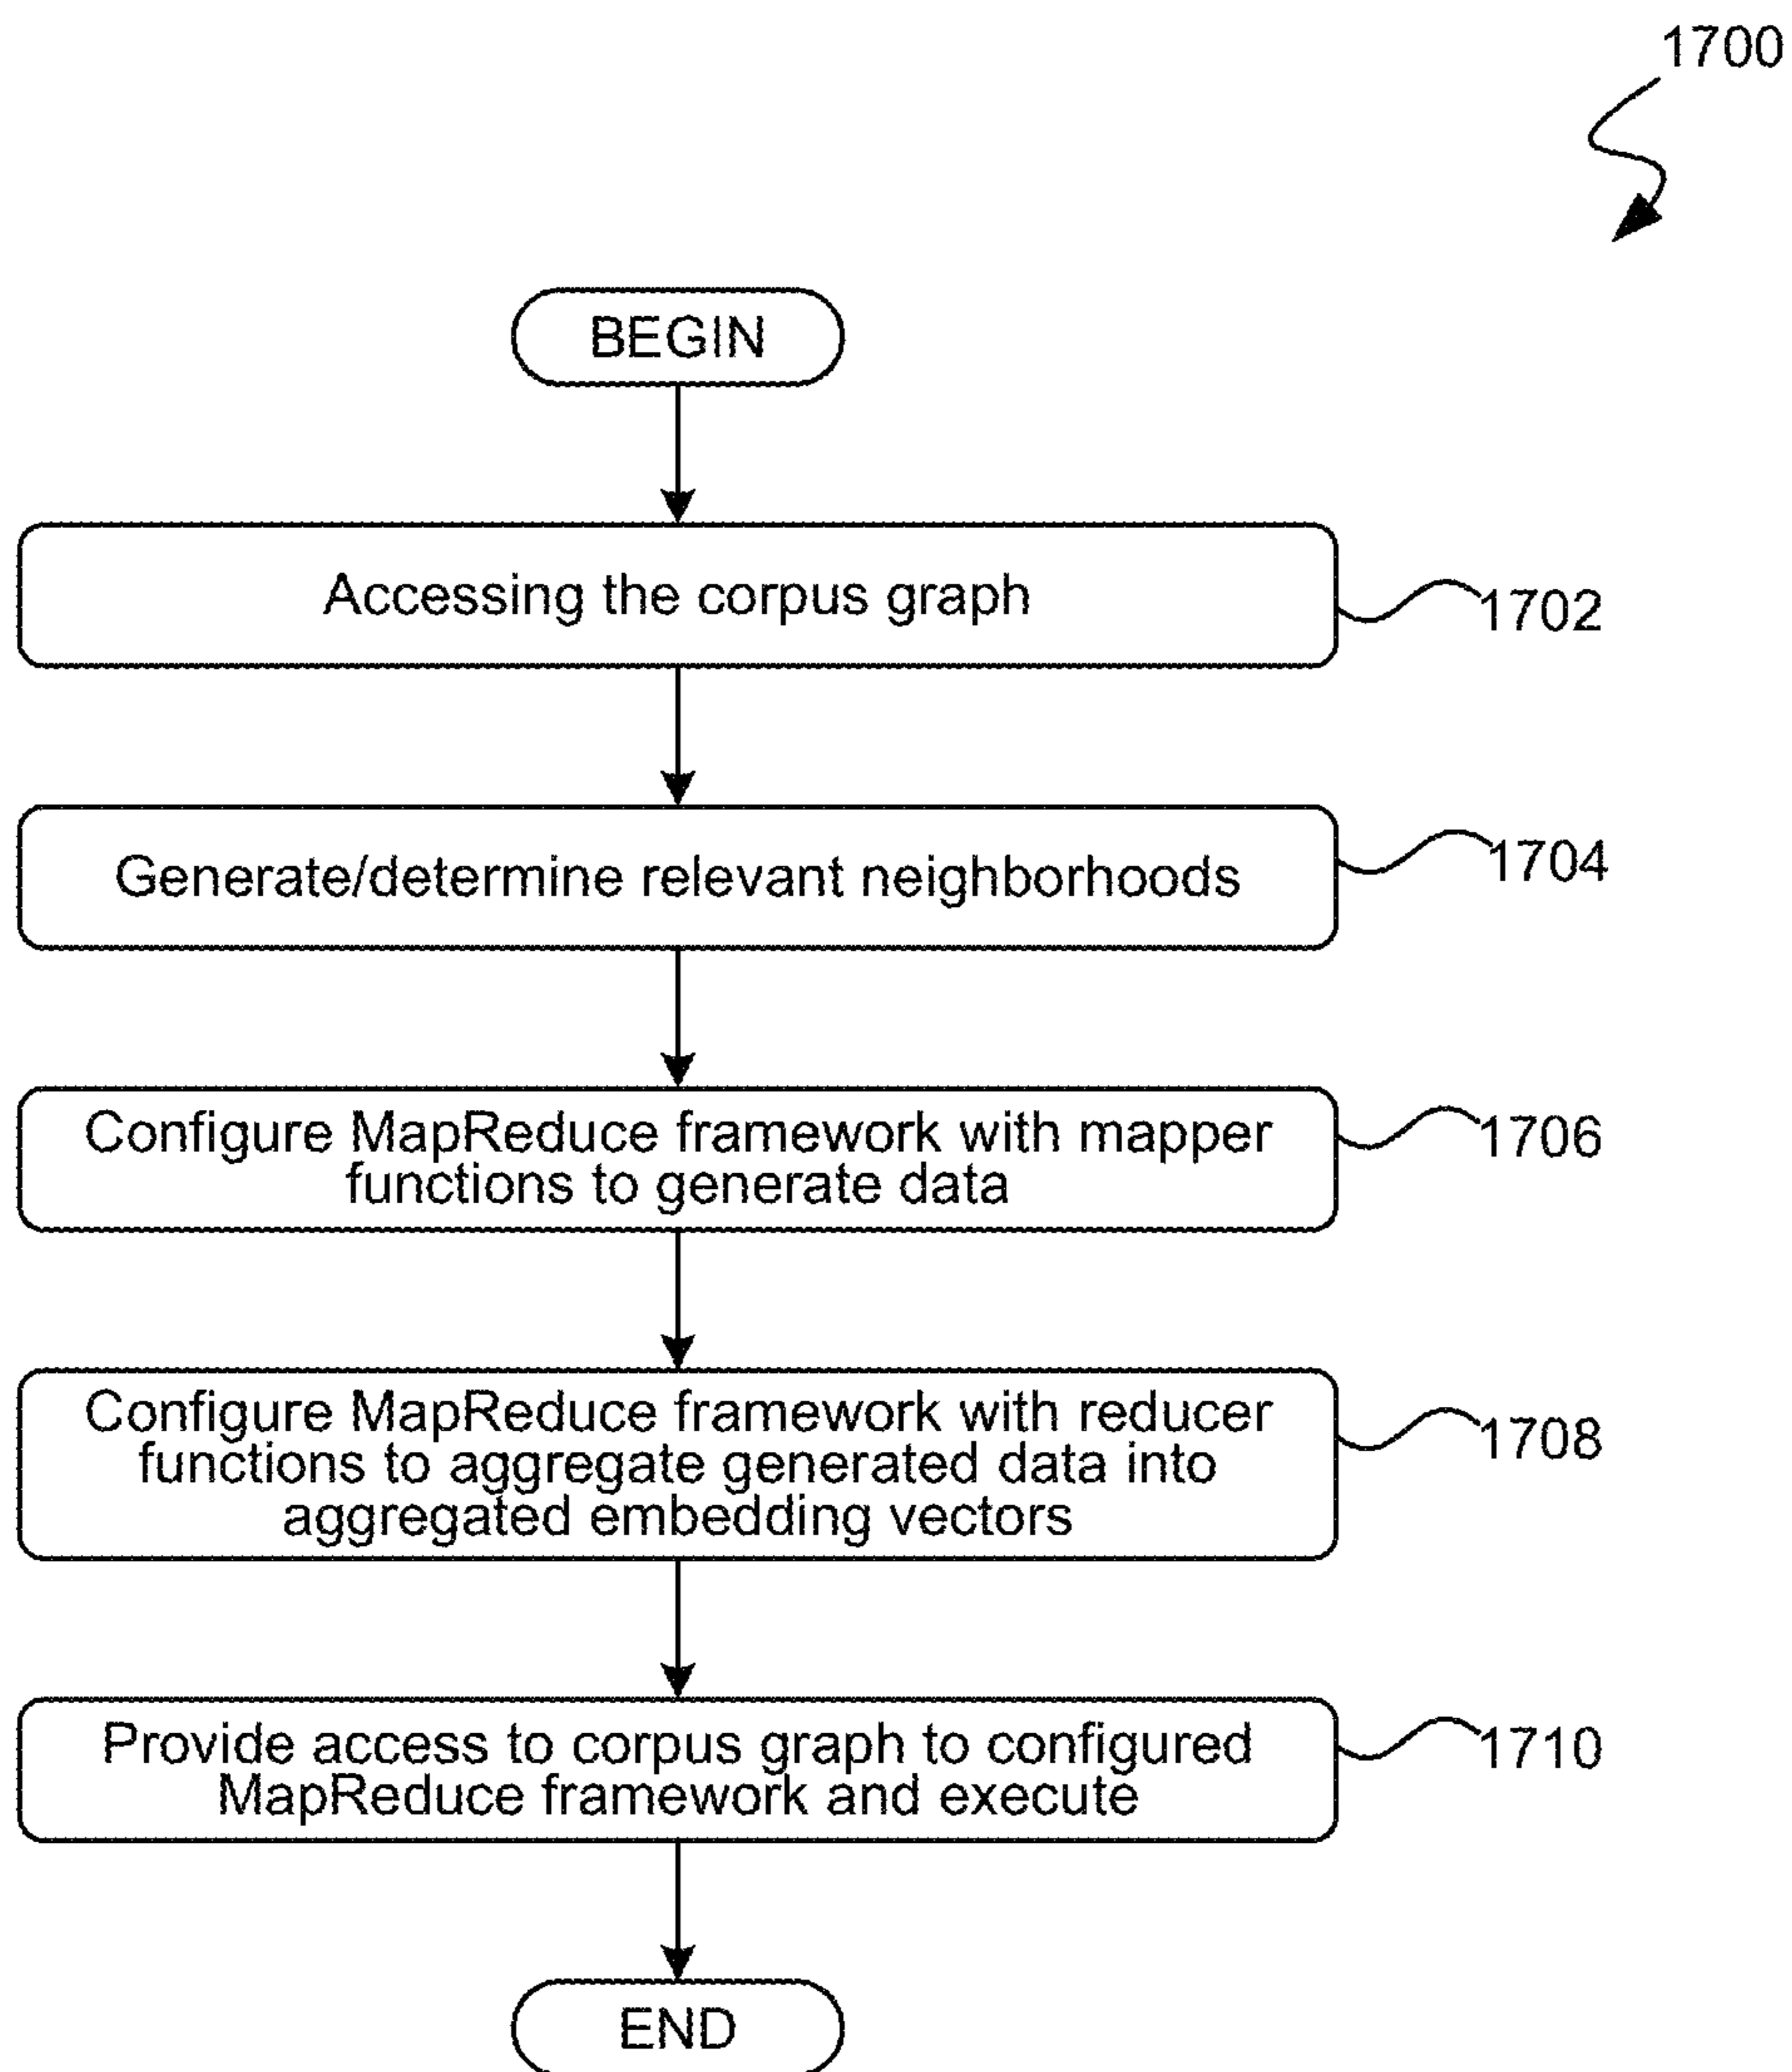 1700
BEGIN
Accessing the corpus graph
1702
Generate/determine relevant neighborhoods
1704
Configure MapReduce framework with mapper
functions to generate data
1706
Configure MapReduce framework with reducer
functions to aggregate generated data into
aggregated embedding vectors
1708
Provide access to corpus graph to configured
MapReduce framework and execute
1710
END